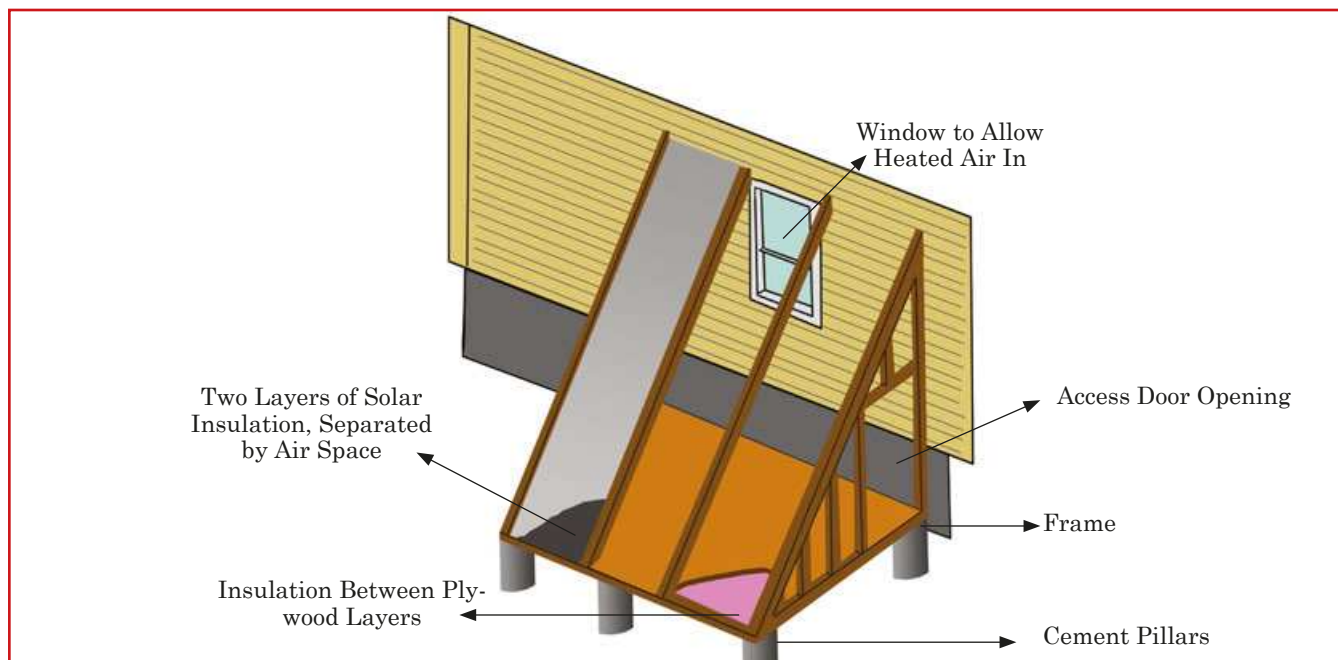 Window to Allow
Heated Air In
Two Layers of Solar
Insulation, Separated
by Air Space
Access Door Opening
Frame
Insulation Between Ply-
wood Layers
Cement Pillars